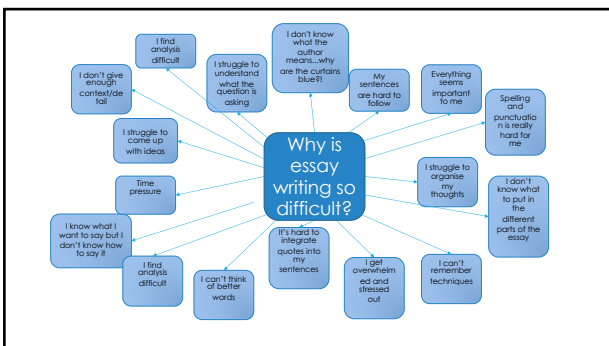 I find
analysis
difficult
I don't know
what the
author
means...why
are the curtains
blue?!
I struggle to
understand
what the
question is
asking
My
sentences
are hard to
follow
Everything
seems
important
to me
I don't give
enough
context/de
tail
Spelling
and
punctuatio
n is really
hard for
me
I struggle to
come up
with ideas
Why is
essay
writing so
difficult?
I struggle to
organise
my
thoughts
Time
pressure
I don't
know what
to put in
the
different
parts of the
essay
I know what I
want to say but I
don't know how
to say it
I find
analysis
difficult
I can't think
of better
words
It's hard to
integrate
quotes into
my
sentences
I get
overwhelm
ed and
stressed
out
I can't
remember
techniques